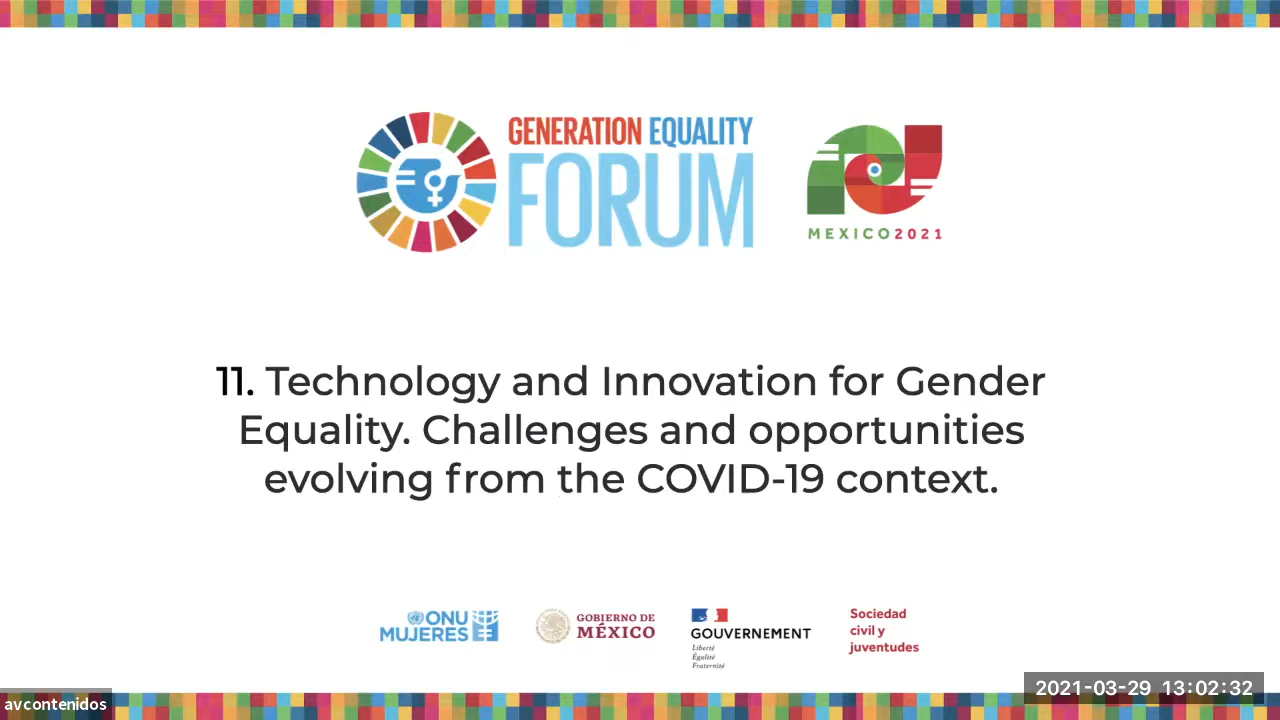 GENERATION EQUALITY
FORUM
MEXICO2021
11. Technology and Innovation for Gender
Equality. Challenges and opportunities
evolving from the COVID-19 context.
ONU
MUJERES
GOBIERNO DE
MÉXICO
GOUVERNEMENT
Liberté
Égalité
Fraternité
Sociedad
civil y
juventudes
avcontenidos
2021-03-29 13:02:32